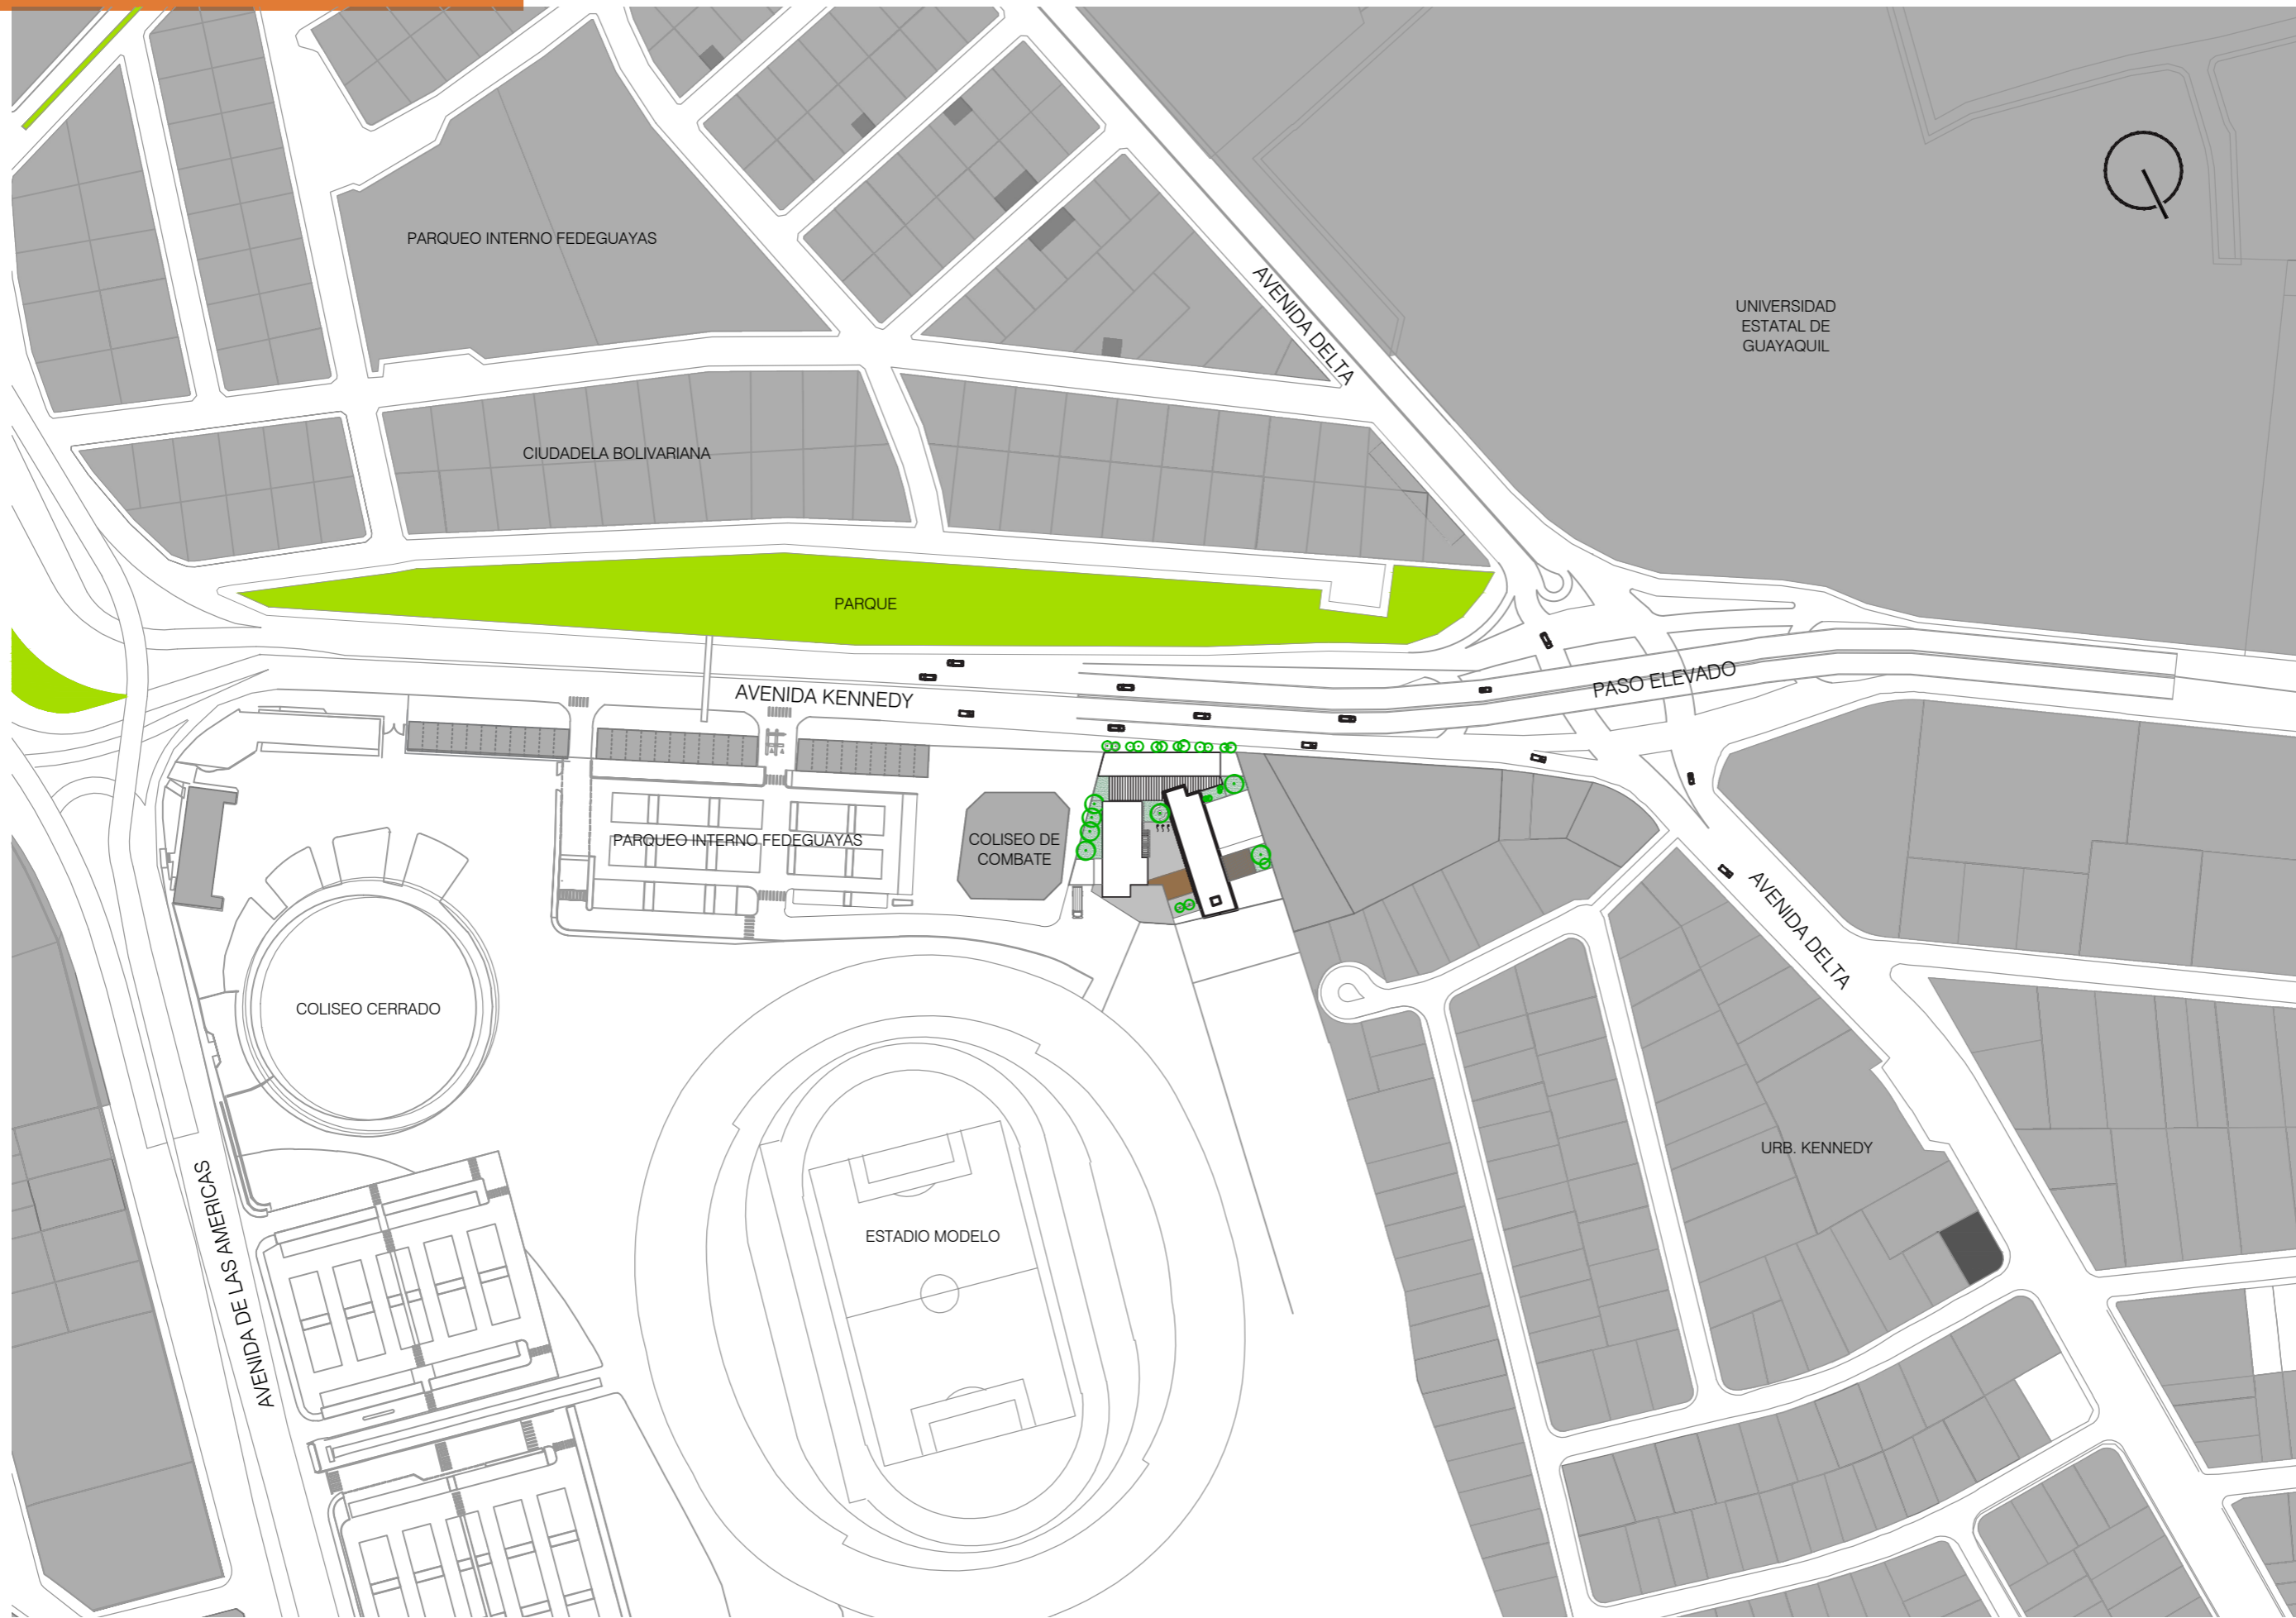 PARQUEO INTERNO FEDEGUAYAS
AVENIDA DELTA
UNIVERSIDAD
ESTATAL DE
GUAYAQUIL
CIUDADELA BOLIVARIANA
PARQUE
AVENIDA KENNEDY
PASO ELEVADO
PARQUEO INTERNO FEDEGUAYAS
COLISEO DE
COMBATE
AVENIDA DELTA
COLISEO CERRADO
URB. KENNEDY
AVENIDA DE LAS AMERICAS
ESTADIO MODELO